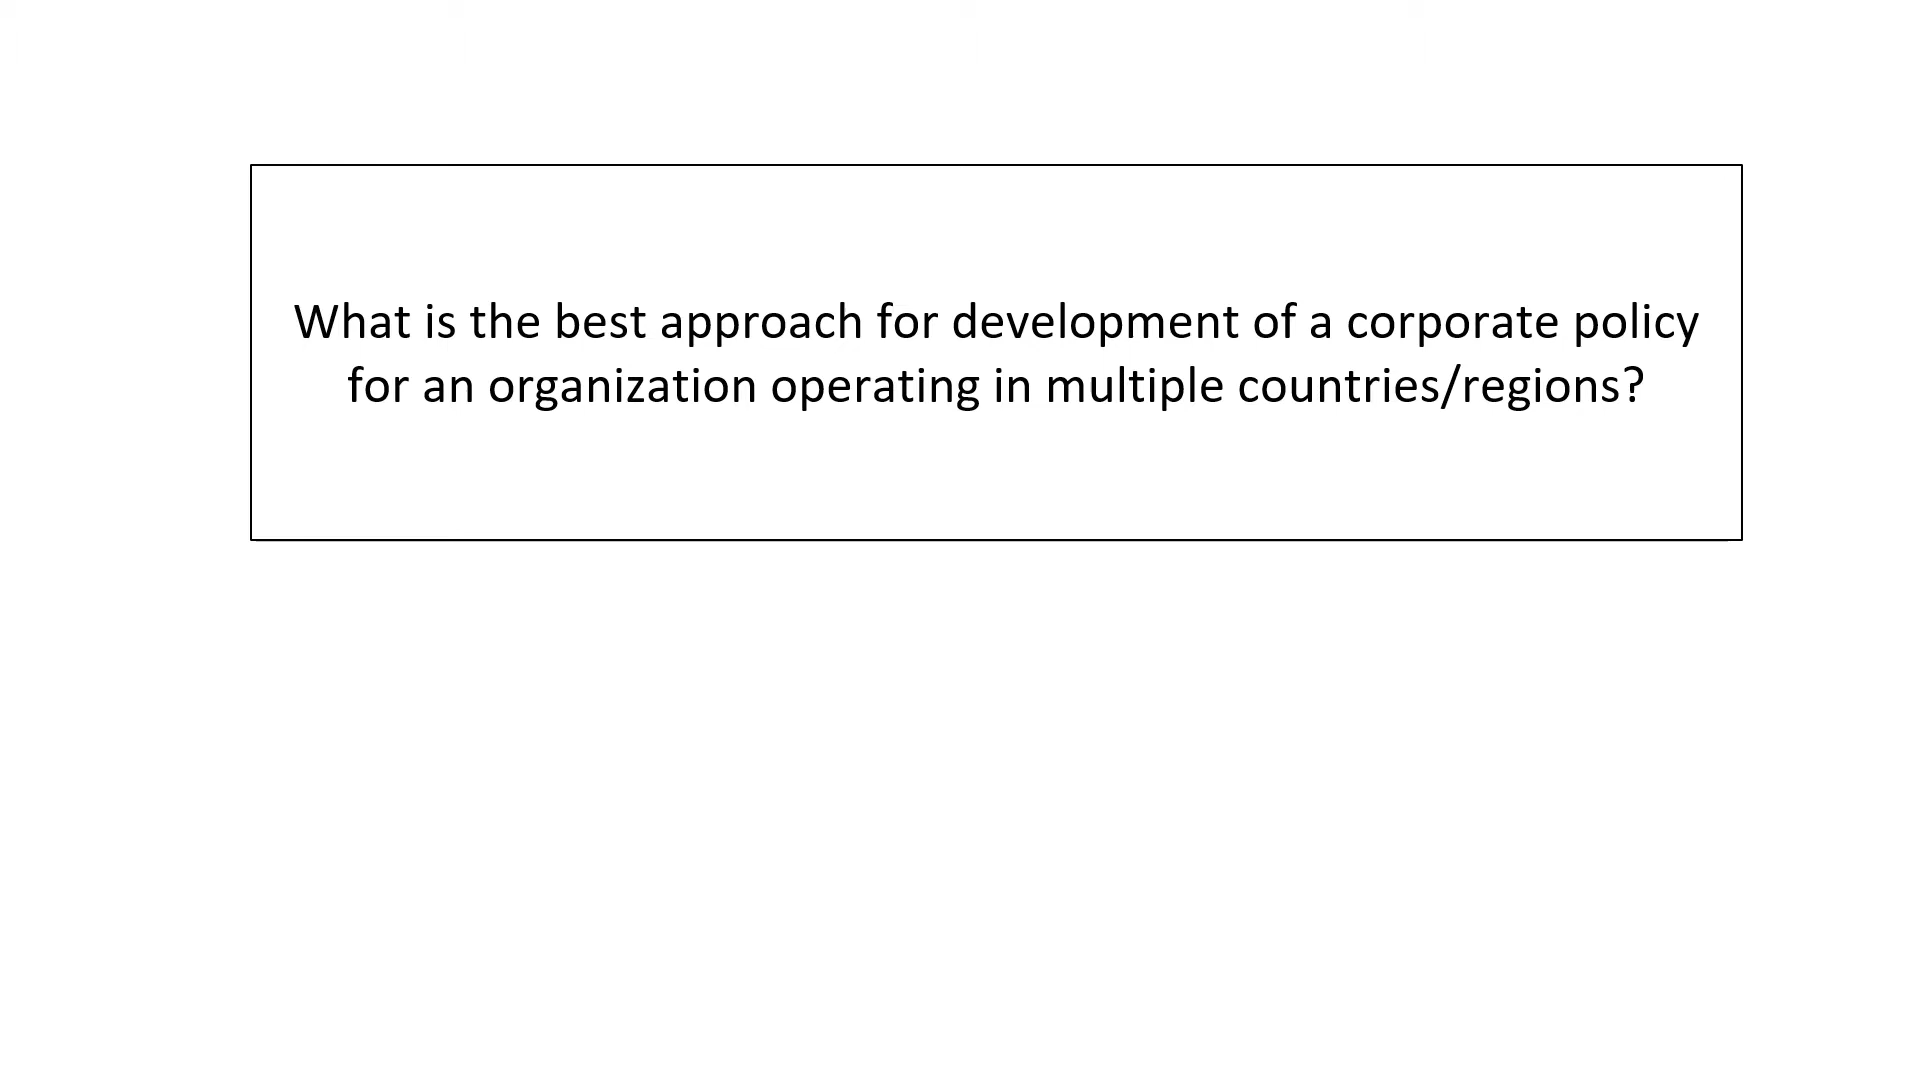 What is the best approach for development of a corporate policy
for an organization operating in multiple countries/regions?